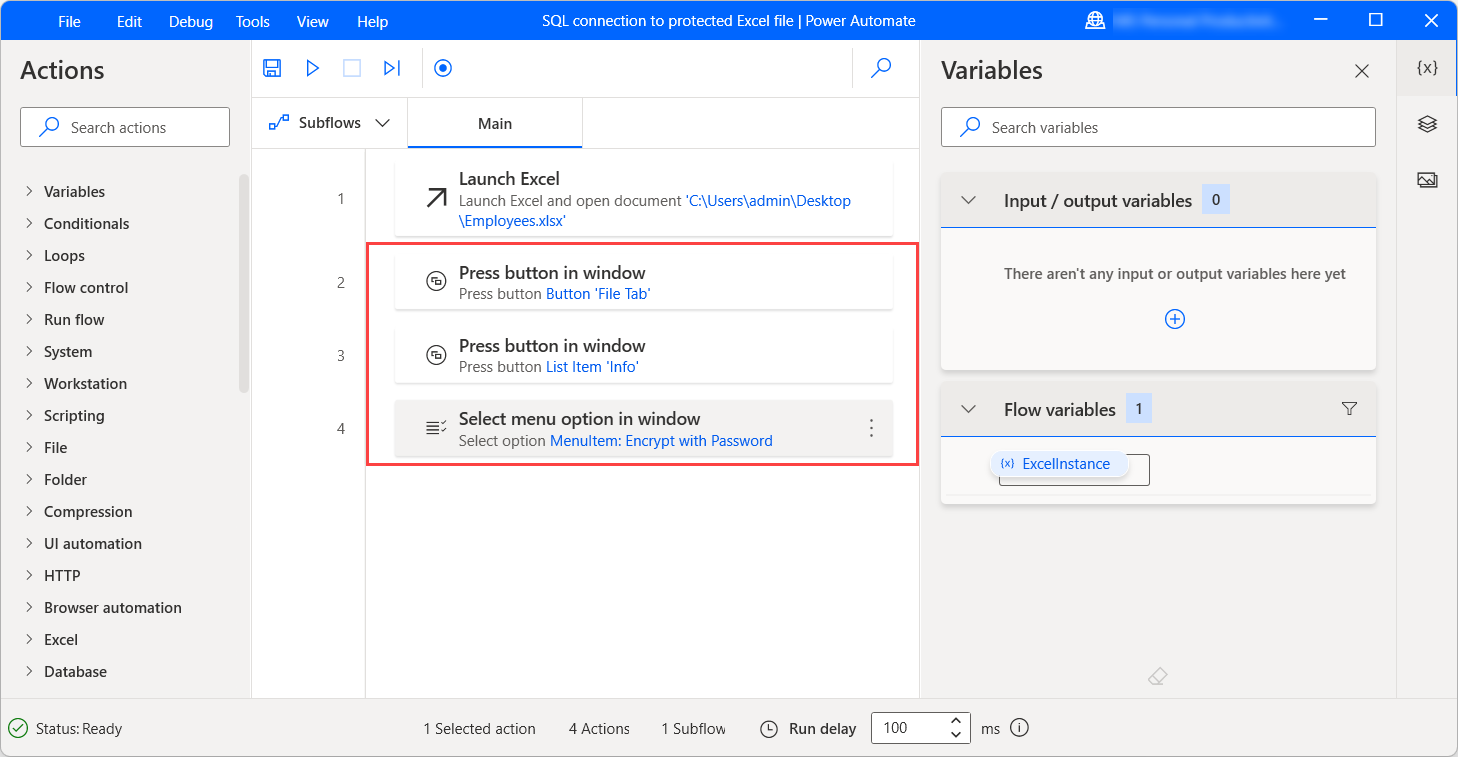 File Edit Debug Tools View Help SQL connection to protected Excel file | Power Automate
Actions
Search actions
Variables
Conditionals
Loops
Flow control
Run flow
System
Workstation
Scripting
File
Folder
Compression
UI automation
HTTP
Browser automation
Excel
Database
Subflows Main
1
Launch Excel
Launch Excel and open document 'C:\Users\admin\Desktop
\Employees.xlsx'
2
Press button in window
Press button Button 'File Tab'
3
Press button in window
Press button List Item 'Info'
4
Select menu option in window
Select option MenuItem: Encrypt with Password
Variables
{x}
Search variables
Input / output variables 0
There aren't any input or output variables here yet
Flow variables 1
{x} ExcelInstance
Status: Ready 1 Selected action 4 Actions 1 Subflow Run delay 100 ms